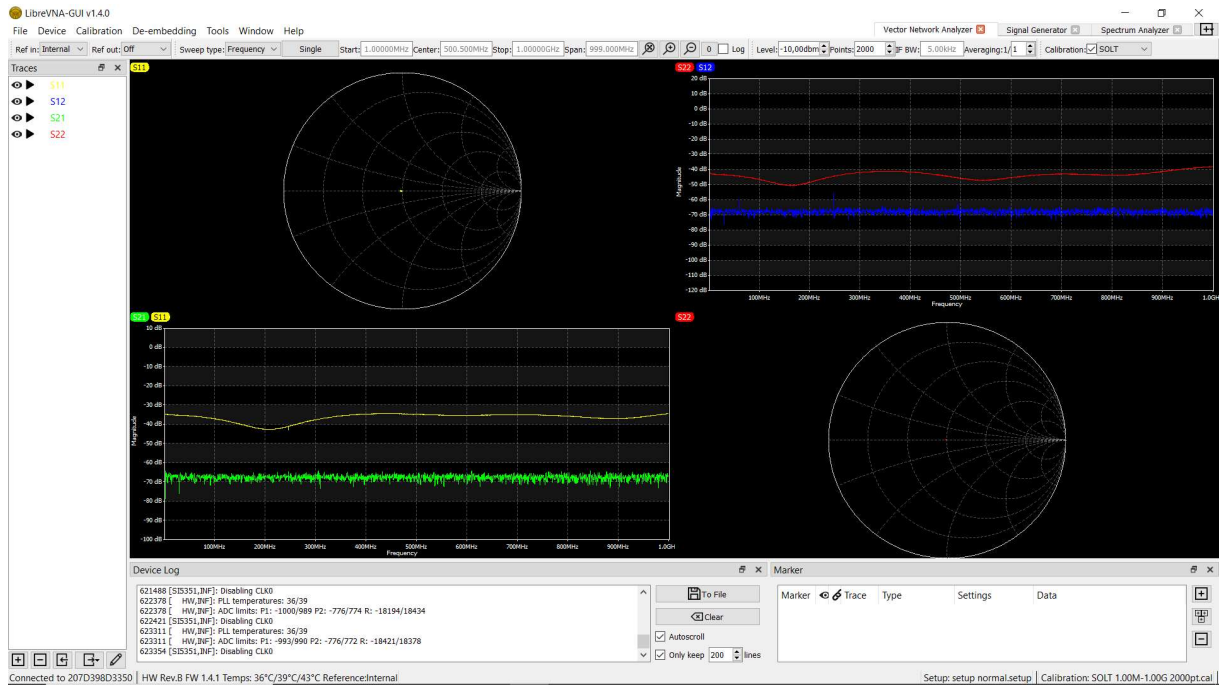 LibreVNA-GUI v1.4.0
File Device Calibration De-embedding Tools Window Help
Vector Network Analyzer Signal Generator Spectrum Analyzer
Ref in: Internal Ref out: Off Sweep type: Frequency Single Start: 1.00000MHz Center: 500.500MHz Stop: 1.00000GHz Span: 999.000MHz 0 Log Level: -10,00dbm Points: 2000 IF BW: 5.00kHz Averaging:1/ 1 Calibration: SOLT
Traces
S11
S12
S21
S22
S11
S22 S12
20 dB
10 dB
0 dB
-10 dB
-20 dB
-30 dB
-40 dB
-50 dB
-60 dB
-70 dB
-80 dB
-90 dB
-100 dB
-110 dB
-120 dB
Magnitude
100MHz 200MHz 300MHz 400MHz 500MHz 600MHz 700MHz 800MHz 900MHz 1.0GH
Frequency
S21 S11
10 dB
0 dB
-10 dB
-20 dB
-30 dB
-40 dB
-50 dB
-60 dB
-70 dB
-80 dB
-90 dB
-100 dB
Magnitude
100MHz 200MHz 300MHz 400MHz 500MHz 600MHz 700MHz 800MHz 900MHz 1.0GH
Frequency
S22
Device Log
621488 [SI5351,INF]: Disabling CLK0
622378 [ HW,INF]: PLL temperatures: 36/39
622378 [ HW,INF]: ADC limits: P1: -1000/989 P2: -776/774 R: -18194/18434
622421 [SI5351,INF]: Disabling CLK0
623311 [ HW,INF]: PLL temperatures: 36/39
623311 [ HW,INF]: ADC limits: P1: -993/990 P2: -776/772 R: -18421/18378
623354 [SI5351,INF]: Disabling CLK0
To File
Clear
Autoscroll
Only keep 200 lines
Marker
Marker Trace Type Settings Data
Connected to 207D398D3350 HW Rev.B FW 1.4.1 Temps: 36°C/39°C/43°C Reference:Internal
Setup: setup normal.setup Calibration: SOLT 1.00M-1.00G 2000pt.cal